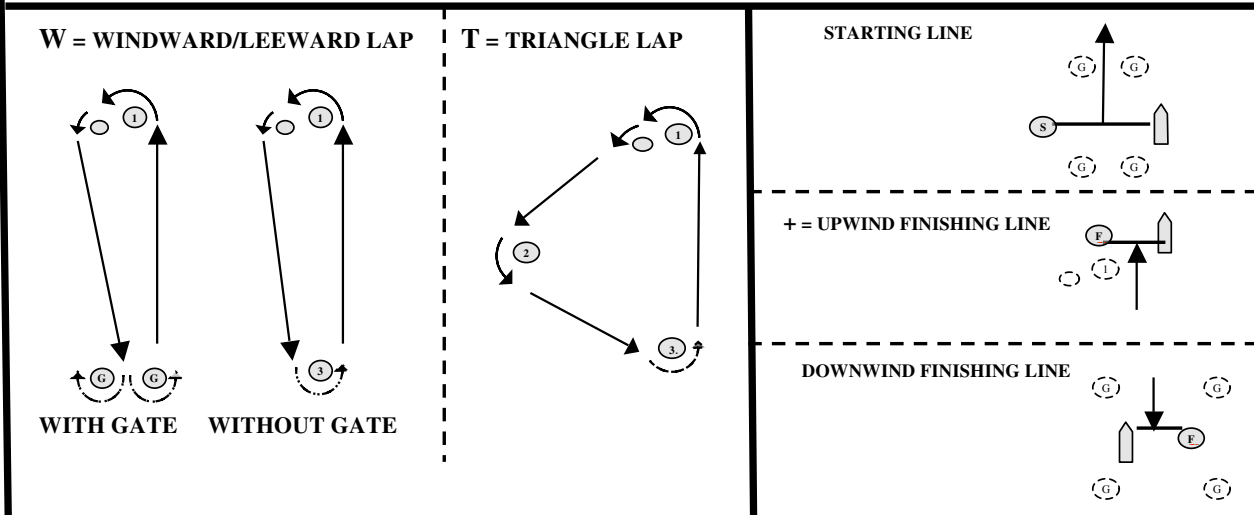 W = WINDWARD/LEEWARD LAP
1
1
G
G
3
WITH GATE
WITHOUT GATE
T = TRIANGLE LAP
1
2
3.
STARTING LINE
G
G
S
G
G
+ = UPWIND FINISHING LINE
F
1
DOWNWIND FINISHING LINE
G
G
F
G
G